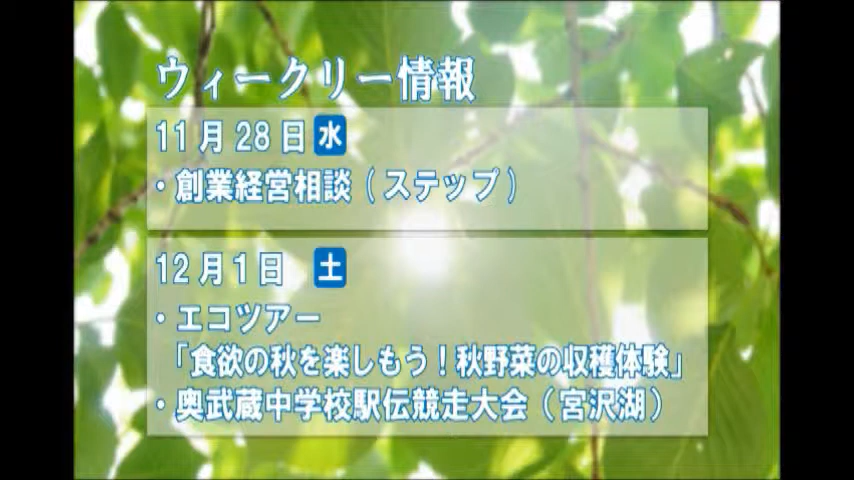 ウィークリー情報
11月28日 水
・創業経営相談(ステップ)
12月1日 土
・エコツアー
「食欲の秋を楽しもう!秋野菜の収穫体験」
・奥武蔵中学校駅伝競走大会(宮沢湖)